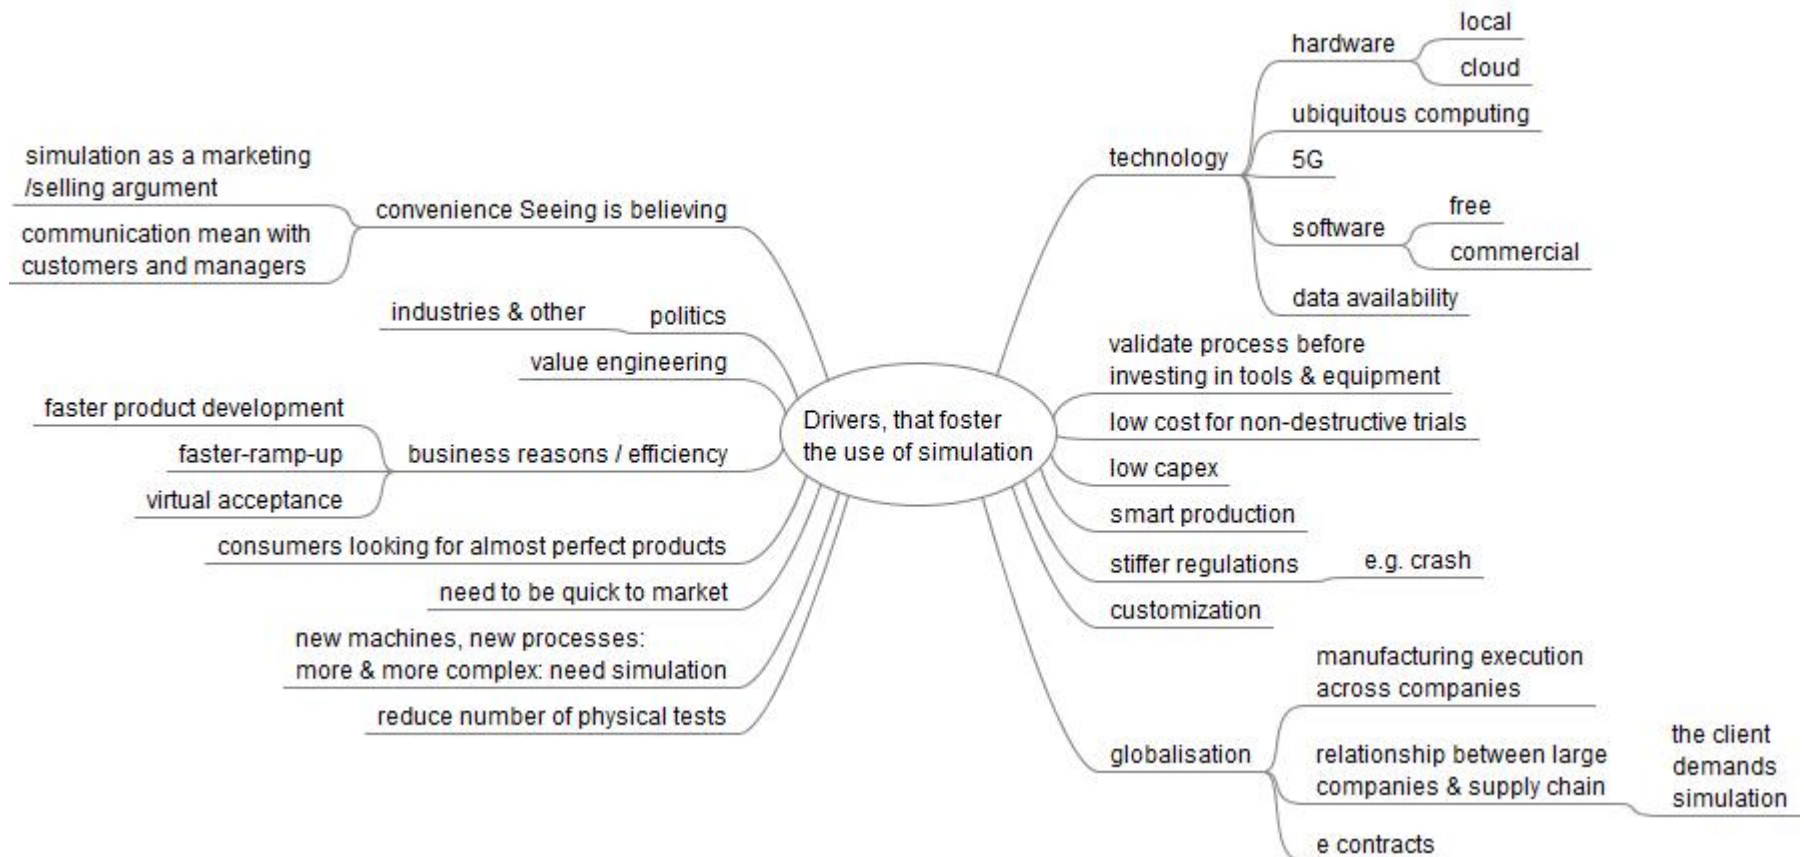 Drivers, that foster
the use of simulation
technology
hardware
local
cloud
ubiquitous computing
5G
software
free
commercial
data availability
validate process before
investing in tools & equipment
low cost for non-destructive trials
low capex
smart production
stiffer regulations
e.g. crash
customization
globalisation
manufacturing execution
across companies
relationship between large
companies & supply chain
the client
demands
simulation
e contracts
convenience Seeing is believing
simulation as a marketing
/selling argument
communication mean with
customers and managers
politics
industries & other
value engineering
business reasons / efficiency
faster product development
faster-ramp-up
virtual acceptance
consumers looking for almost perfect products
need to be quick to market
new machines, new processes:
more & more complex: need simulation
reduce number of physical tests